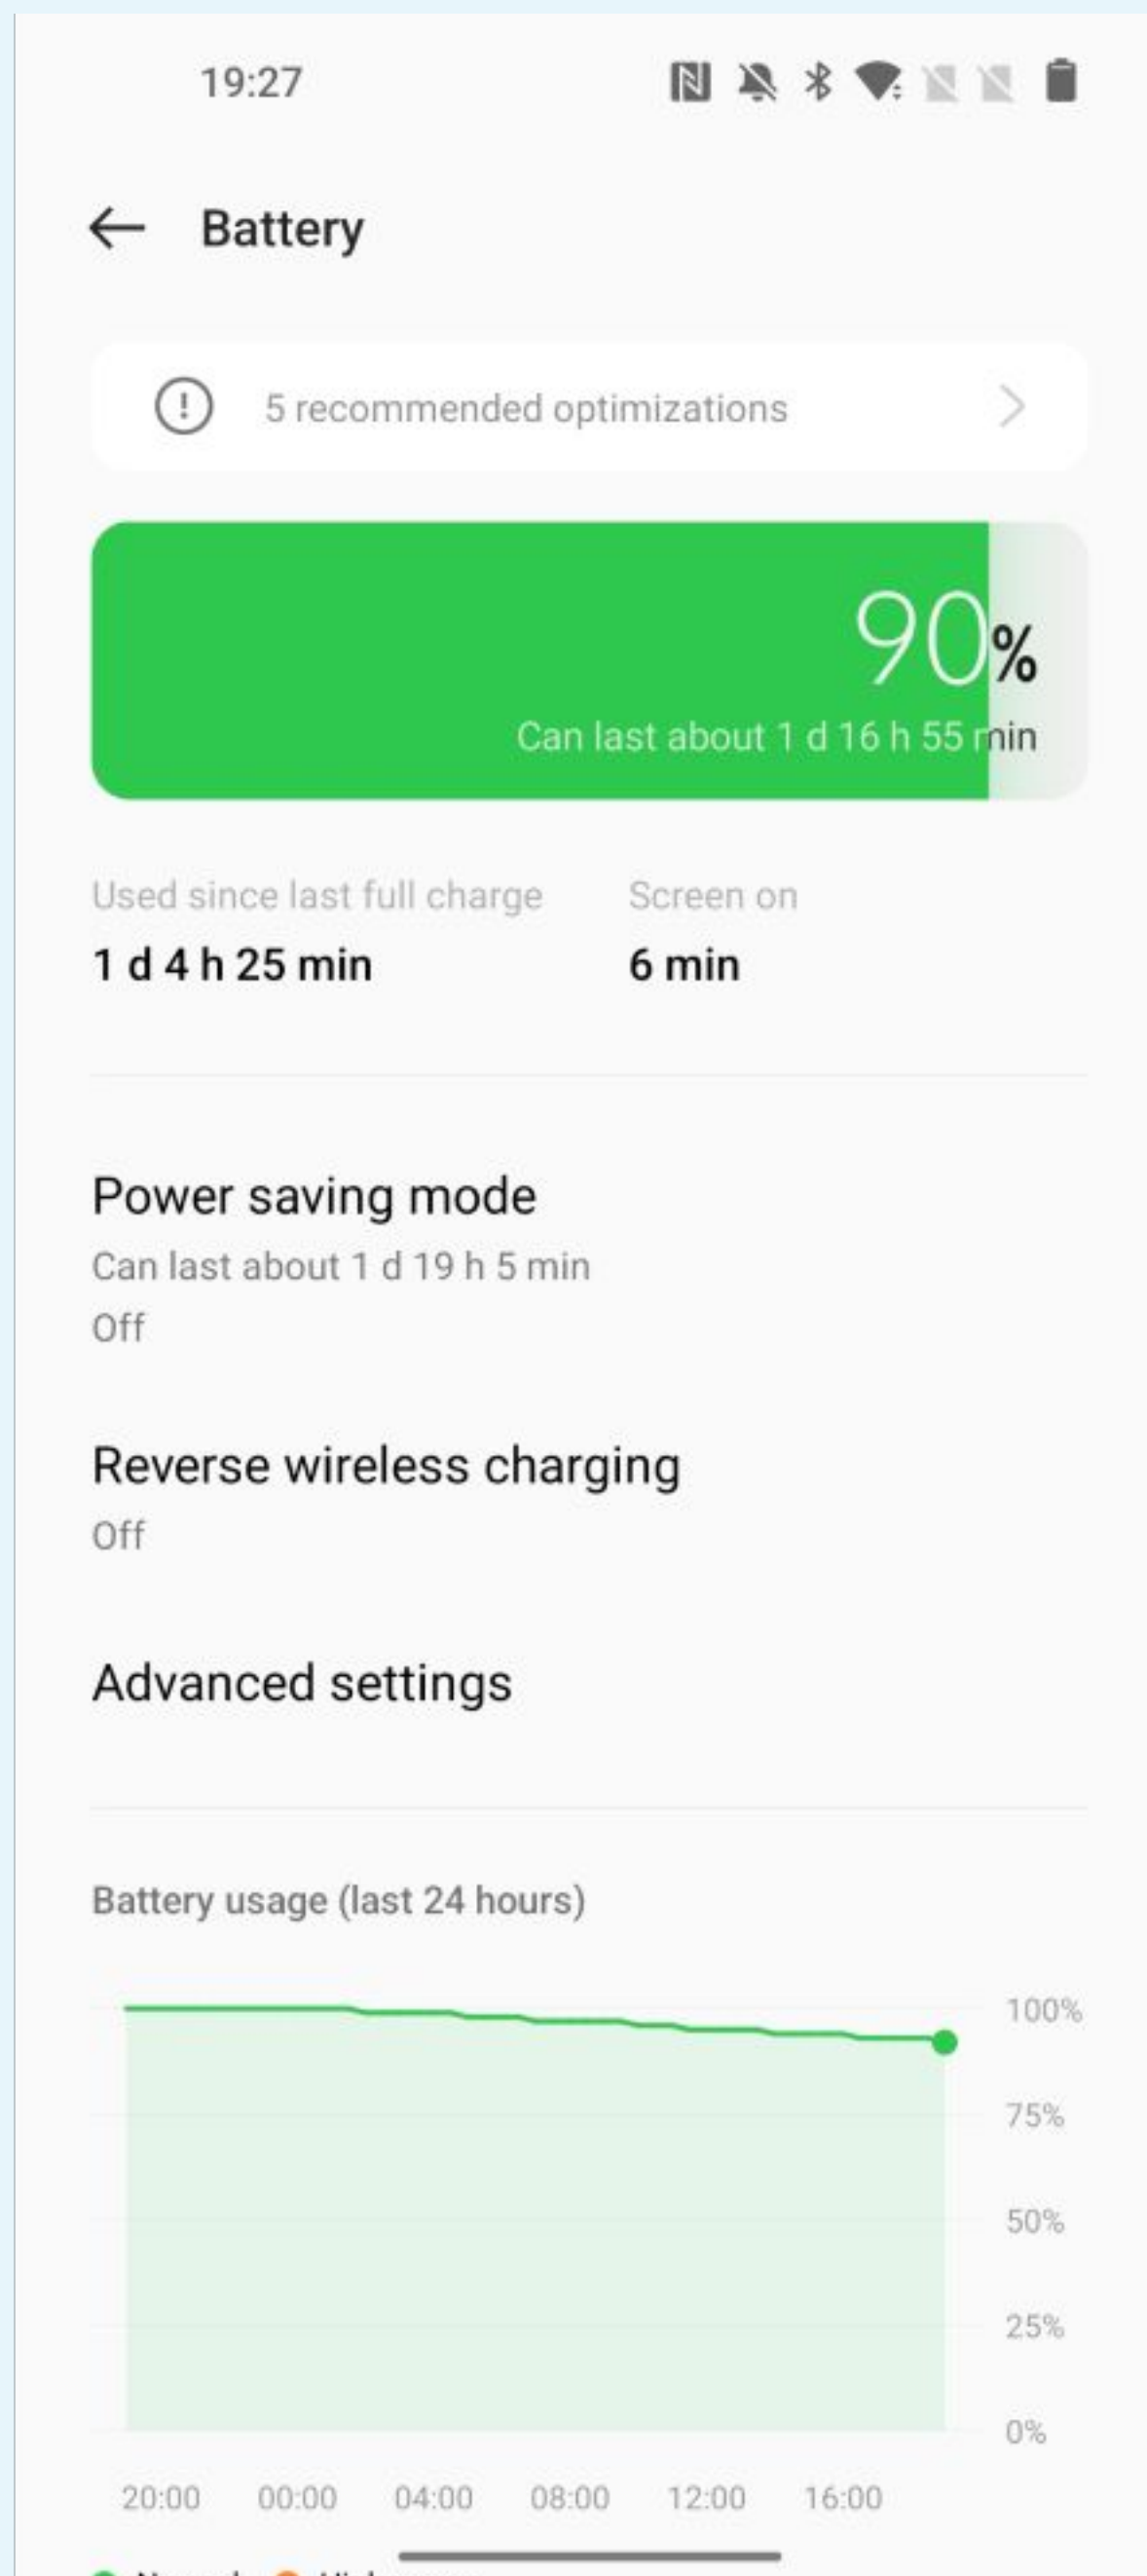 19:27
Battery
5 recommended optimizations
90%
Can last about 1 d 16 h 55 min
Used since last full charge
Screen on
1 d 4 h 25 min
6 min
Power saving mode
Can last about 1 d 19 h 5 min
Off
Reverse wireless charging
Off
Advanced settings
Battery usage (last 24 hours)
100%
75%
50%
25%
0%
20:00 00:00 04:00 08:00 12:00 16:00